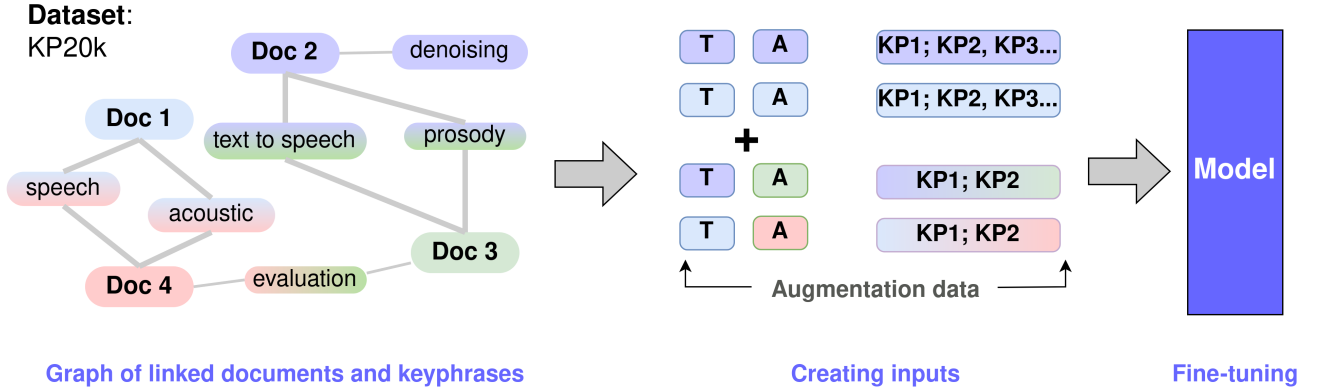 Dataset:
KP20k
Doc 2
denoising
Doc 1
text to speech
prosody
speech
acoustic
Doc 3
Doc 4
evaluation
Graph of linked documents and keyphrases
T A KP1; KP2, KP3...
T A KP1; KP2, KP3...
+
T A KP1; KP2
T A KP1; KP2
Augmentation data
Creating inputs
Model
Fine-tuning